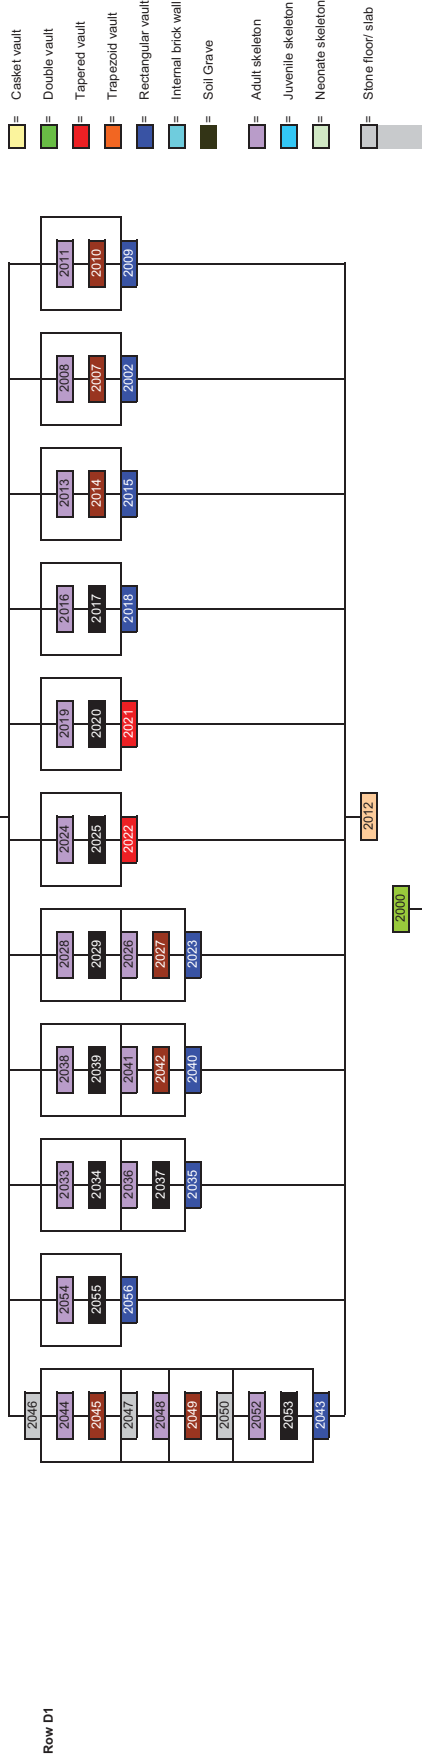 Row D1
2046
2044 2054 2033 2038 2028 2024 2019 2016 2013 2008 2011
2045 2055 2034 2039 2029 2025 2020 2017 2014 2007 2010
2047 2056 2036 2041 2026 2022 2021 2018 2015 2002 2009
2048 2037 2042 2027
2049 2035 2040 2023
2050
2052
2053
2043
2012
2000
= Casket vault
= Double vault
= Tapered vault
= Trapezoid vault
= Rectangular vault
= Internal brick wall
= Soil Grave
= Adult skeleton
= Juvenile skeleton
= Neonate skeleton
= Stone floor/ slab